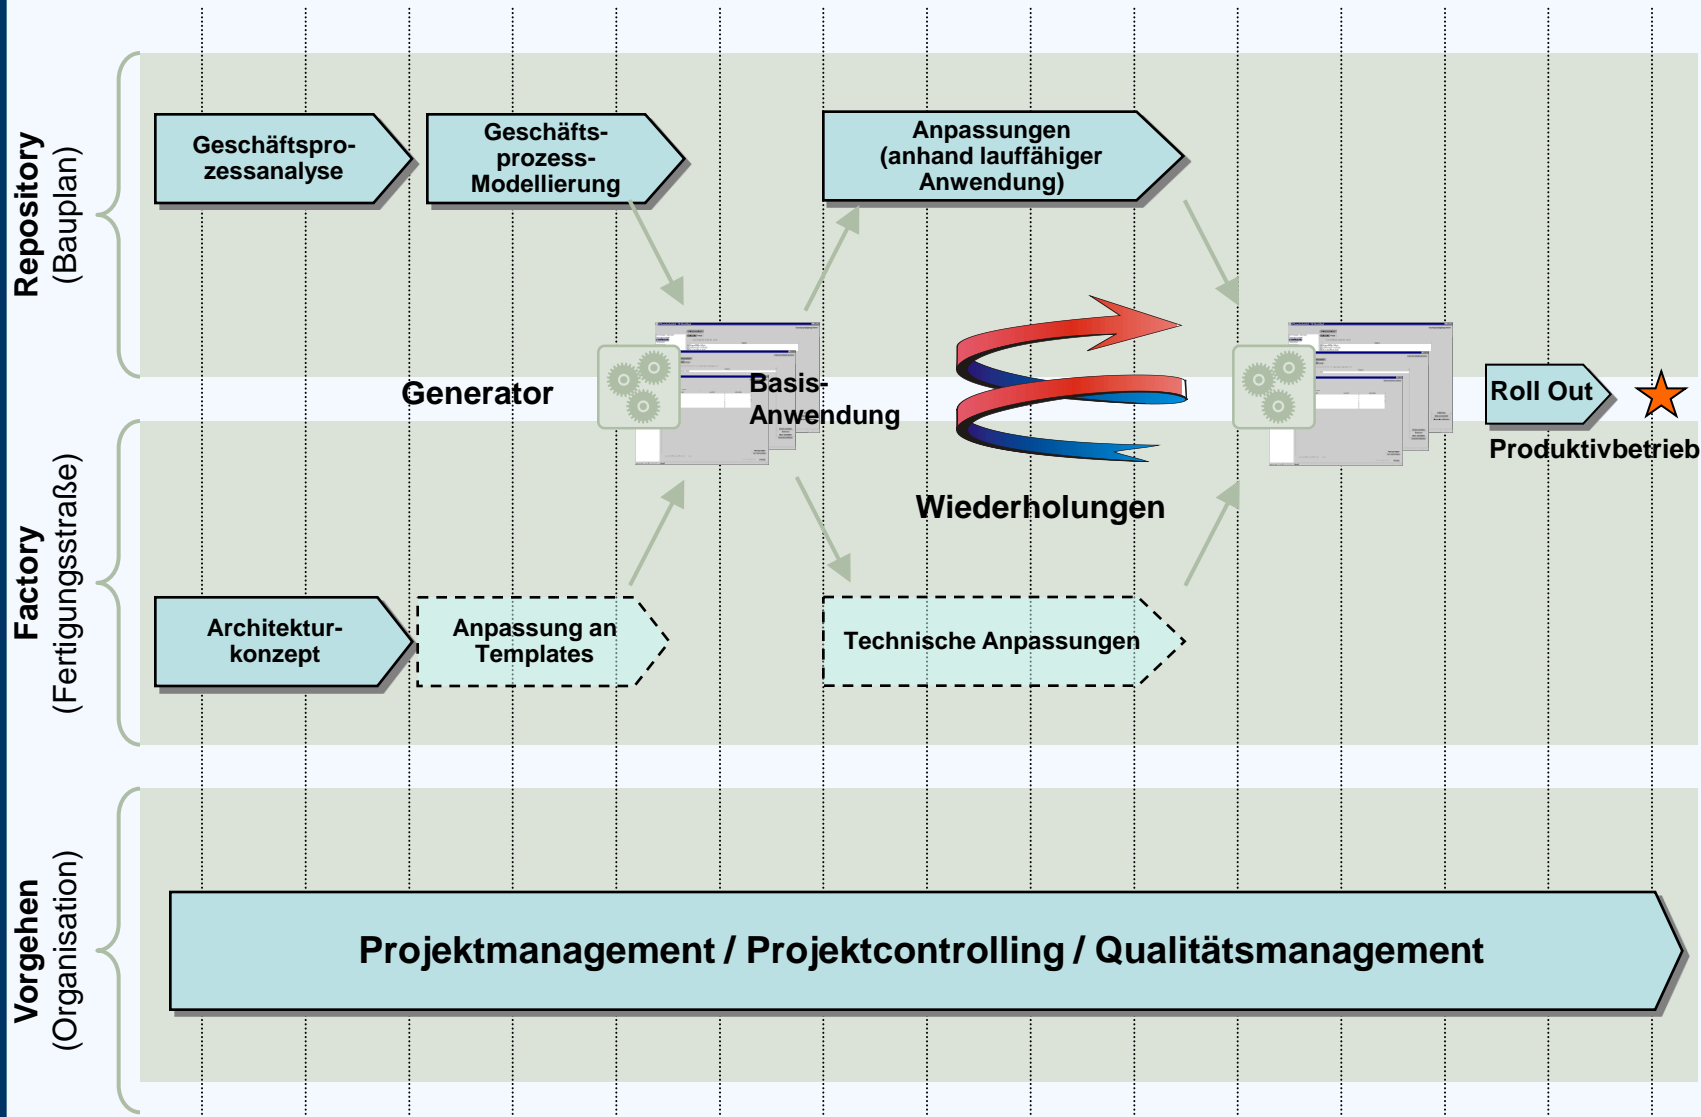 Repository
(Bauplan)
Geschäftspro-
zessanalyse
Geschäfts-
prozess-
Modellierung
Anpassungen
(anhand lauffähiger
Anwendung)
Generator
Basis-
Anwendung
Wiederholungen
Roll Out
Produktivbetrieb
Factory
(Fertigungsstraße)
Architektur-
konzept
Anpassung an
Templates
Technische Anpassungen
Vorgehen
(Organisation)
Projektmanagement / Projektcontrolling / Qualitätsmanagement